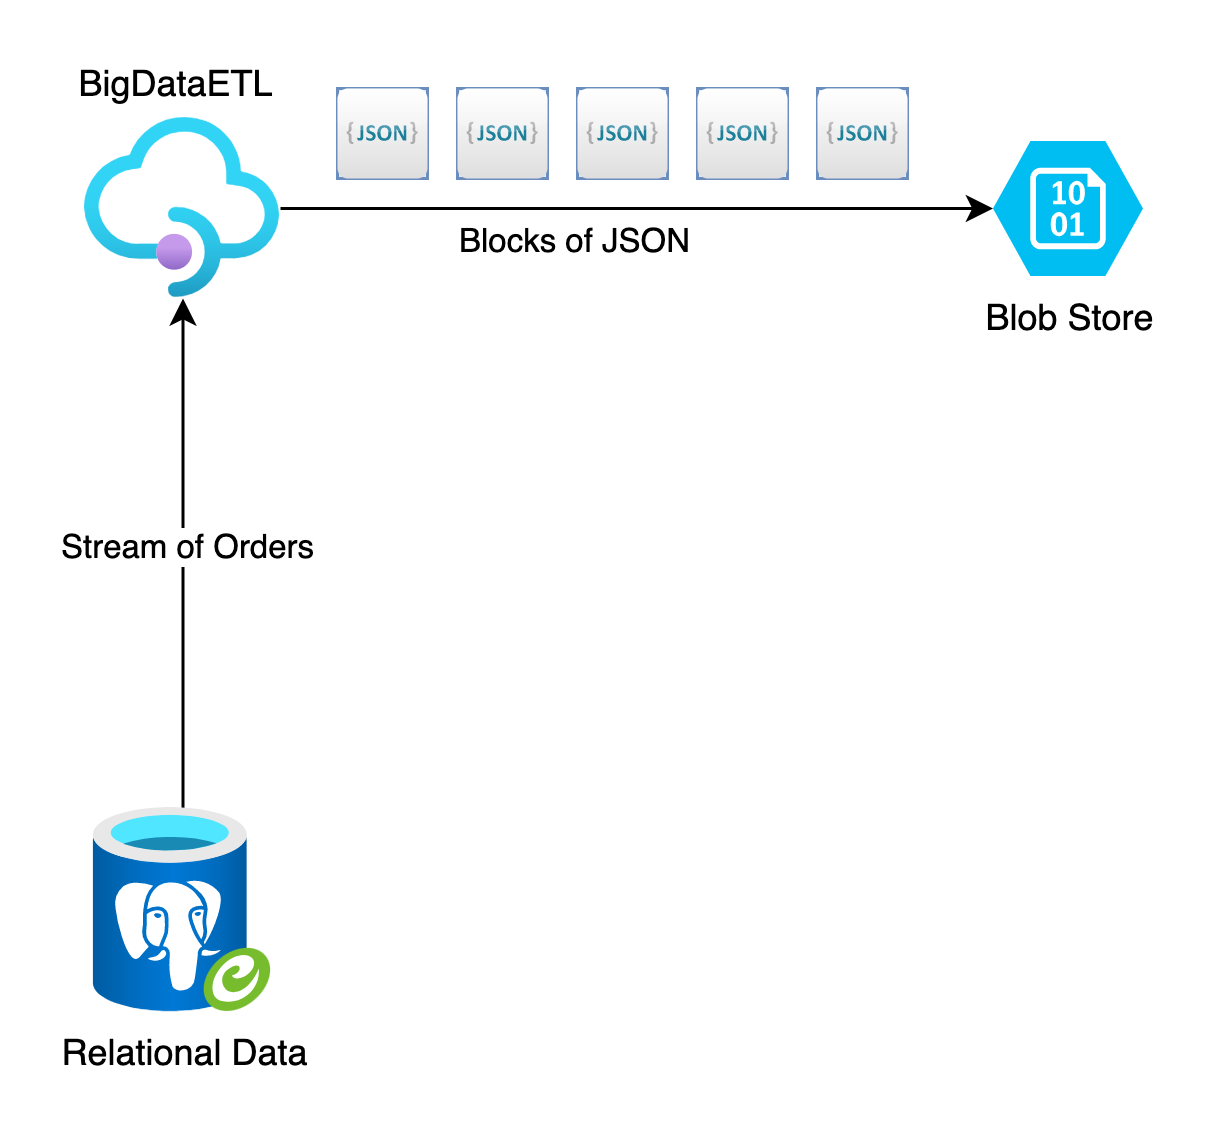 BigDataETL
{JSON} {JSON} {JSON} {JSON} {JSON}
Blocks of JSON
10
01
Blob Store
Stream of Orders
Relational Data